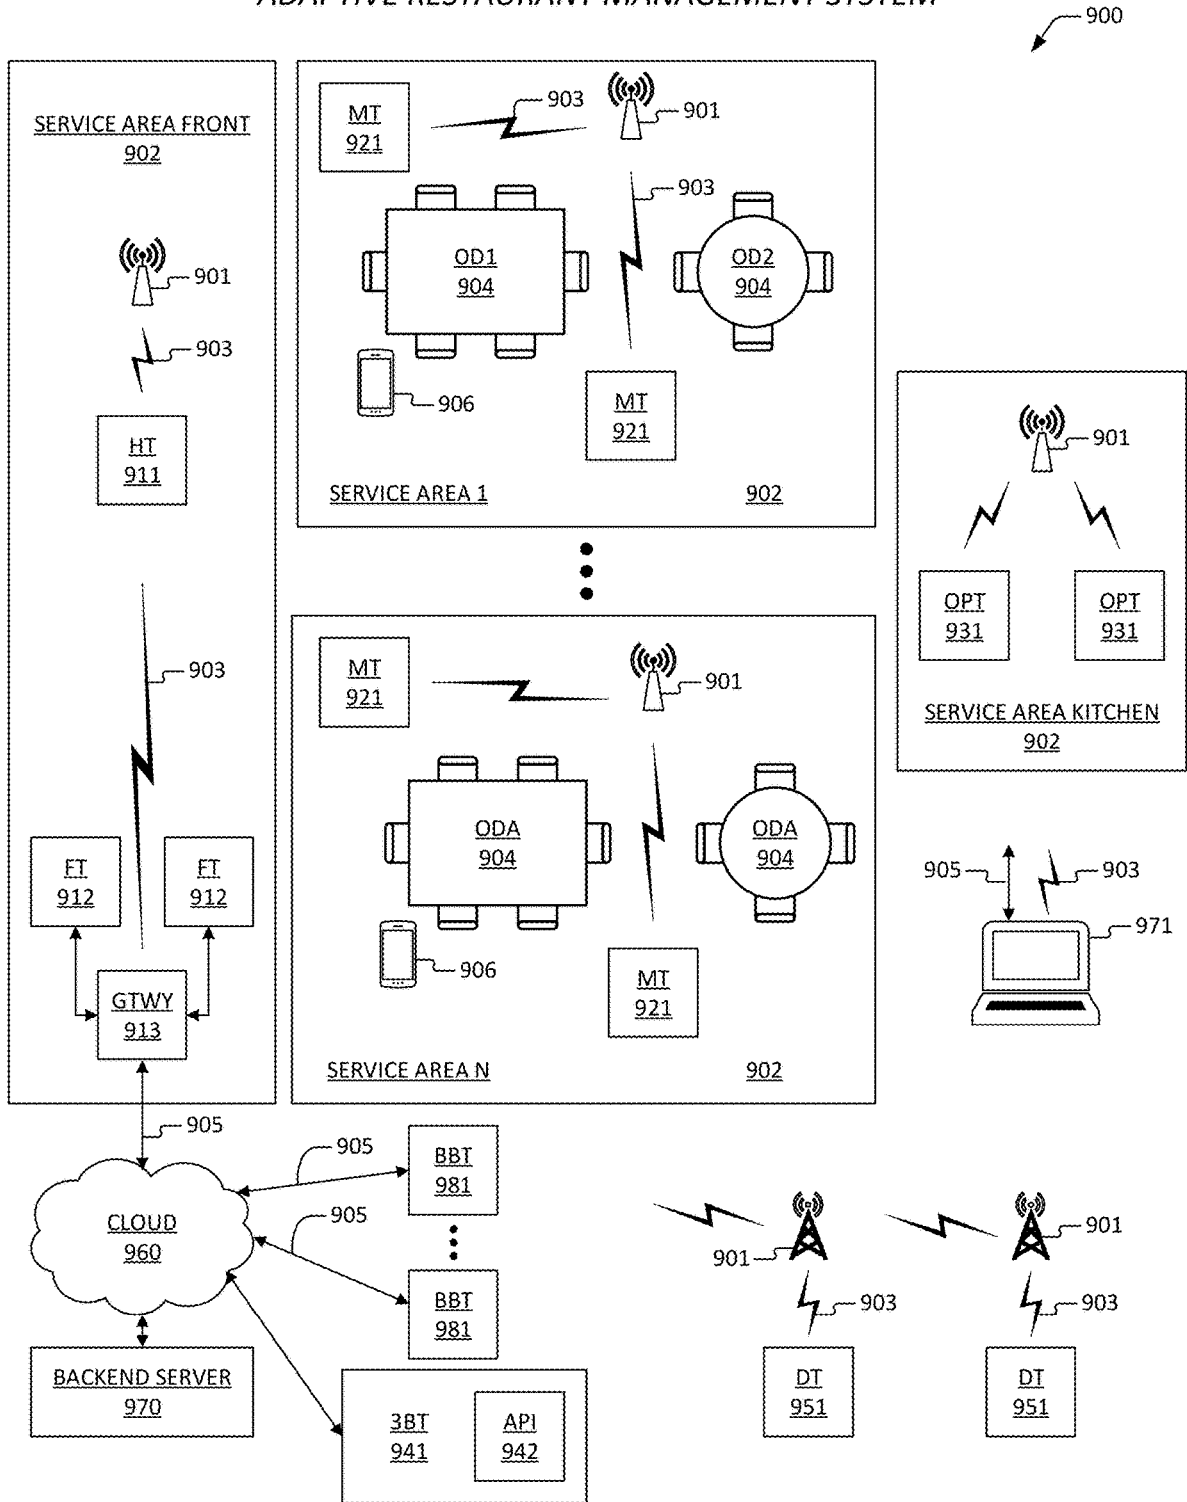 ADAPTIVE RESTAURANT MANAGEMENT SYSTEM
900
SERVICE AREA FRONT
902
901
903
HT
911
903
FT
912
FT
912
GTWY
913
905
MT
921
903
901
903
OD1
904
OD2
904
906
MT
921
SERVICE AREA 1
902
MT
921
901
ODA
904
ODA
904
906
MT
921
SERVICE AREA N
902
901
OPT
931
OPT
931
SERVICE AREA KITCHEN
902
905
903
971
CLOUD
960
905
BBT
981
905
BBT
981
BACKEND SERVER
970
3BT
941
API
942
901
901
903
903
DT
951
DT
951